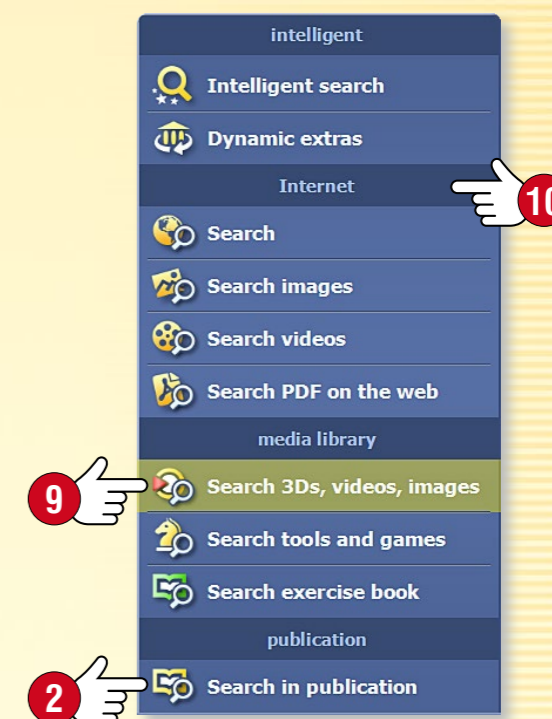 intelligent
Intelligent search
Dynamic extras
Internet
10
Search
Search images
Search videos
Search PDF on the web
media library
9
Search 3Ds, videos, images
Search tools and games
Search exercise book
publication
2
Search in publication